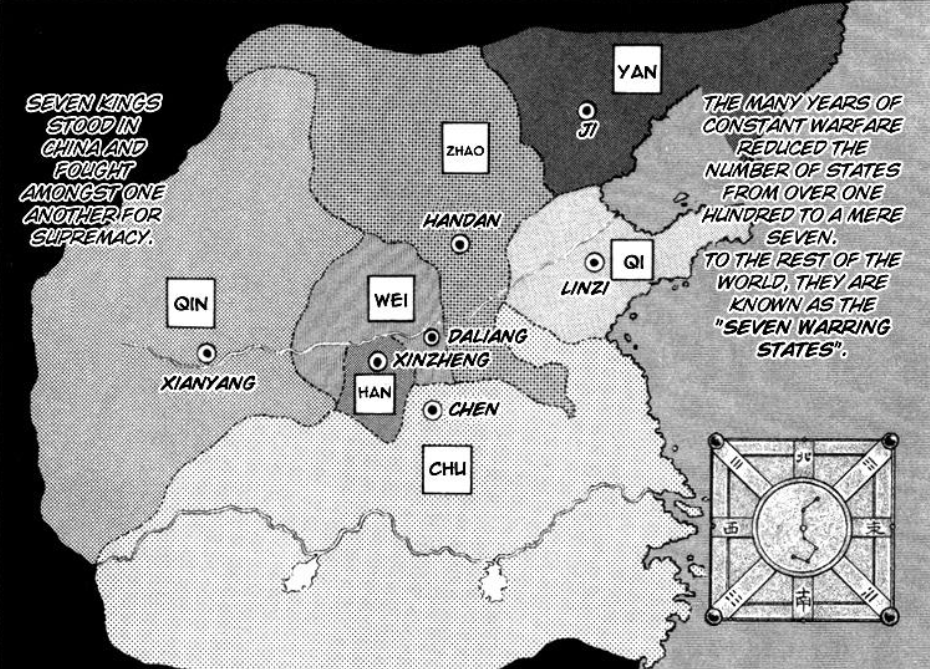 SEVEN KINGS
STOOD IN
CHINA AND
FOUGHT
AMONGST ONE
ANOTHER FOR
SUPREMACY.
THE MANY YEARS OF
CONSTANT WARFARE
REDUCED THE
NUMBER OF STATES
FROM OVER ONE
HUNDRED TO A MERE
SEVEN.
TO THE REST OF THE
WORLD, THEY ARE
KNOWN AS THE
"SEVEN WARRING
STATES".
YAN
JI
ZHAO
HANDAN
QI
LINZI
QIN
XIANYANG
WEI
DALIANG
XINZHENG
HAN
CHEN
CHU
北
西
東
南